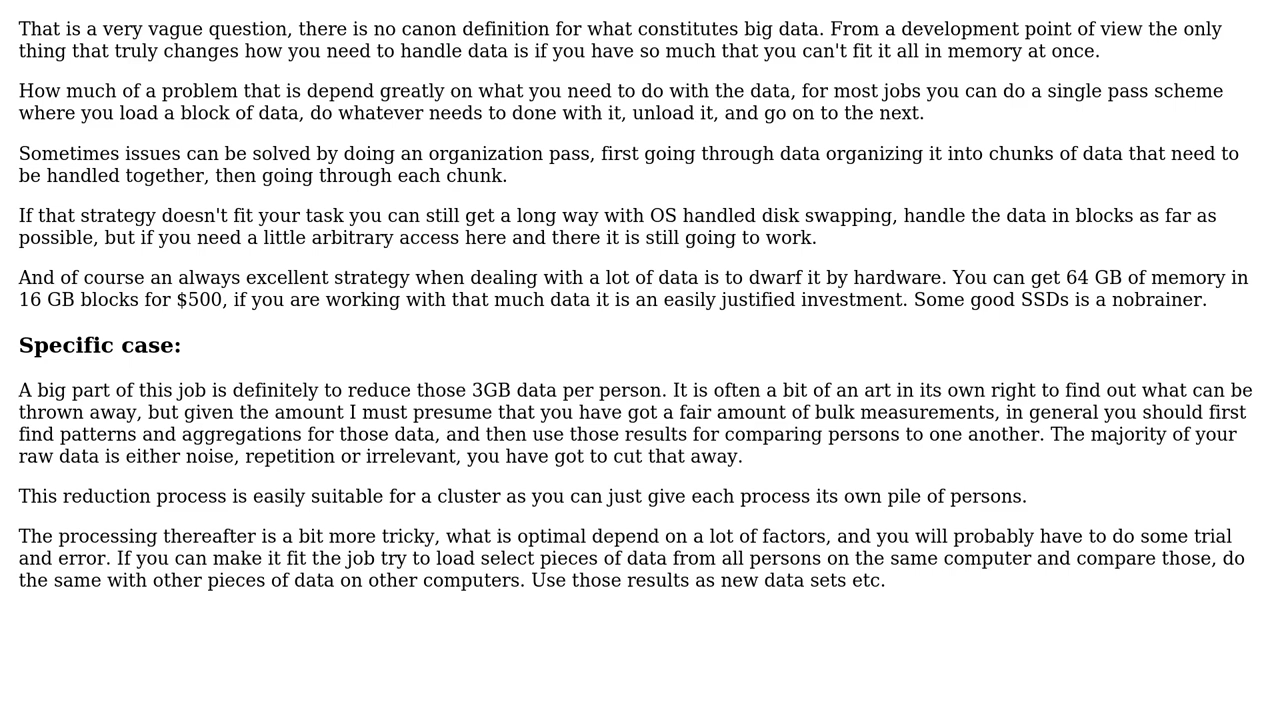 That is a very vague question, there is no canon definition for what constitutes big data. From a development point of view the only
thing that truly changes how you need to handle data is if you have so much that you can't fit it all in memory at once.
How much of a problem that is depend greatly on what you need to do with the data, for most jobs you can do a single pass scheme
where you load a block of data, do whatever needs to done with it, unload it, and go on to the next.
Sometimes issues can be solved by doing an organization pass, first going through data organizing it into chunks of data that need to
be handled together, then going through each chunk.
If that strategy doesn't fit your task you can still get a long way with OS handled disk swapping, handle the data in blocks as far as
possible, but if you need a little arbitrary access here and there it is still going to work.
And of course an always excellent strategy when dealing with a lot of data is to dwarf it by hardware. You can get 64 GB of memory in
16 GB blocks for $500, if you are working with that much data it is an easily justified investment. Some good SSDs is a nobrainer.
Specific case:
A big part of this job is definitely to reduce those 3GB data per person. It is often a bit of an art in its own right to find out what can be
thrown away, but given the amount I must presume that you have got a fair amount of bulk measurements, in general you should first
find patterns and aggregations for those data, and then use those results for comparing persons to one another. The majority of your
raw data is either noise, repetition or irrelevant, you have got to cut that away.
This reduction process is easily suitable for a cluster as you can just give each process its own pile of persons.
The processing thereafter is a bit more tricky, what is optimal depend on a lot of factors, and you will probably have to do some trial
and error. If you can make it fit the job try to load select pieces of data from all persons on the same computer and compare those, do
the same with other pieces of data on other computers. Use those results as new data sets etc.